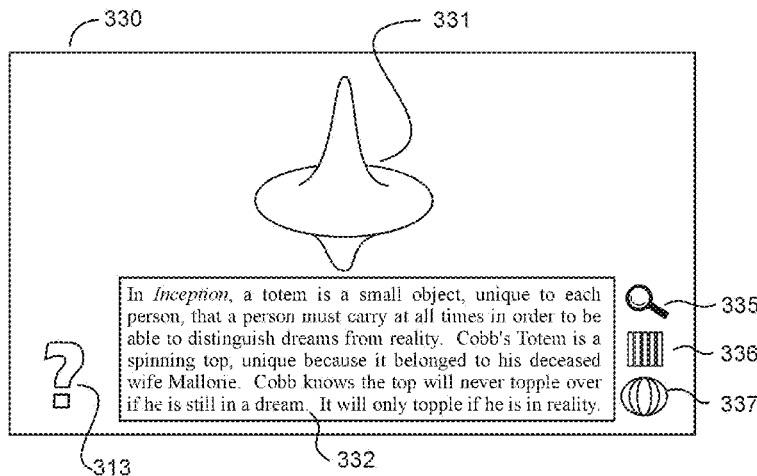 330
331
In Inception, a totem is a small object, unique to each
person, that a person must carry at all times in order to be
able to distinguish dreams from reality. Cobb's Totem is a
spinning top, unique because it belonged to his deceased
wife Mallorie. Cobb knows the top will never topple over
if he is still in a dream. It will only topple if he is in reality.
335
336
337
?
313
332